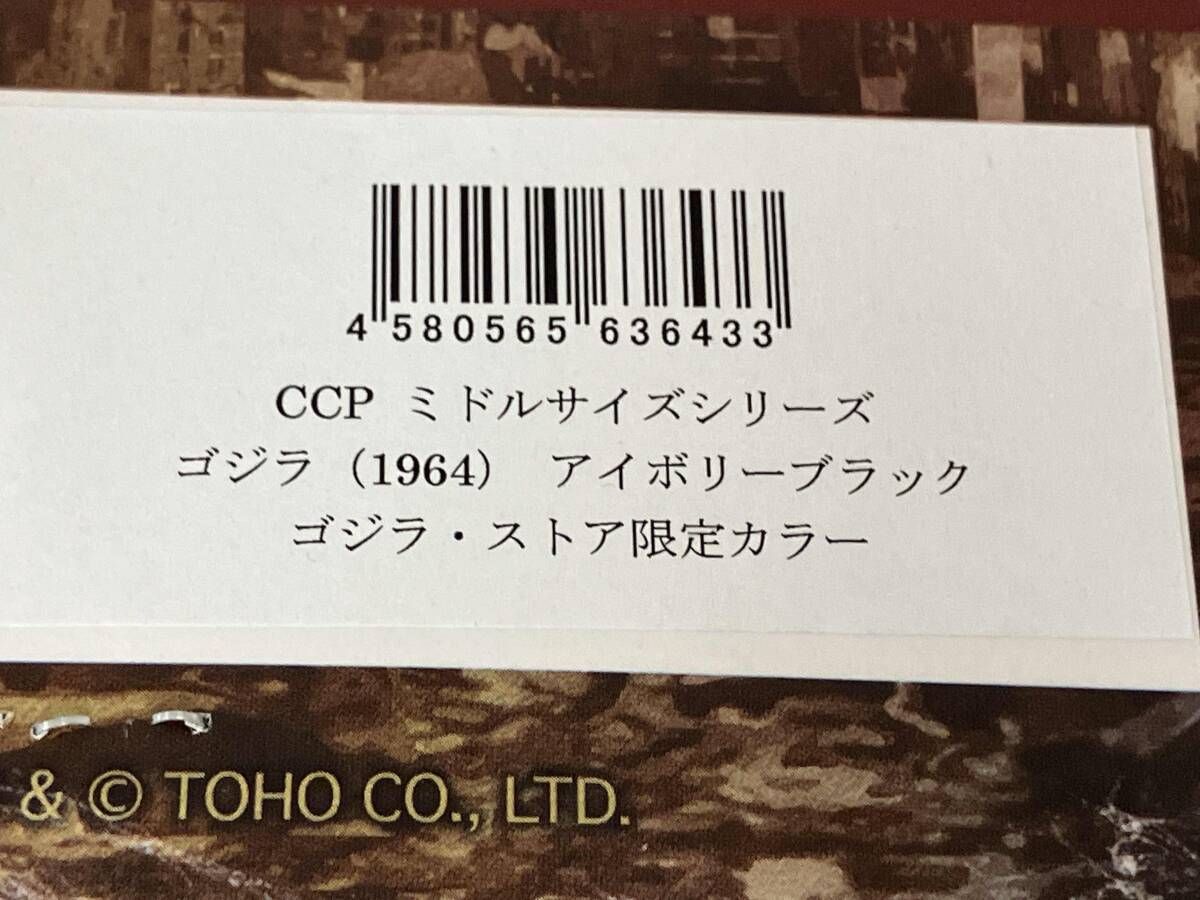 4 580565 636433
CCP ミドルサイズシリーズ
ゴジラ（1964） アイボリーブラック
ゴジラ・ストア限定カラー
& © TOHO CO., LTD.